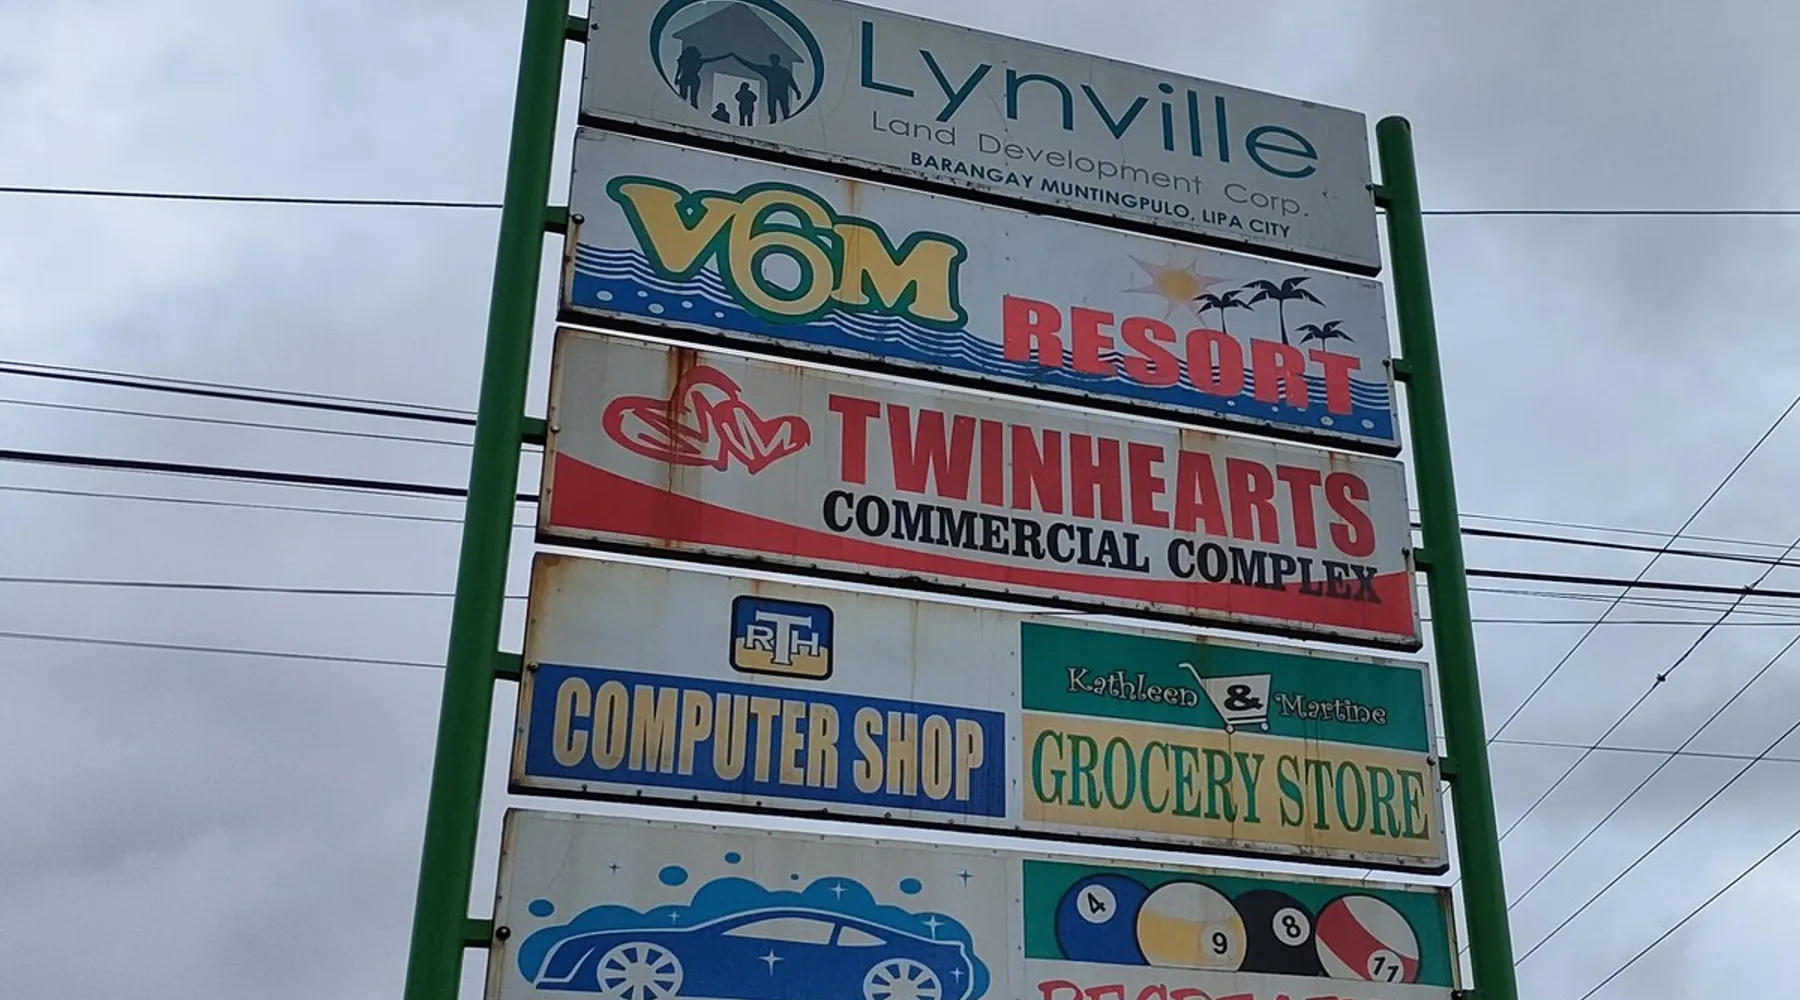 Lynville
Land Development Corp.
BARANGAY MUNTINGPULO, LIPA CITY
V6M
RESORT
TWINHEARTS
COMMERCIAL COMPLEX
RTH
COMPUTER SHOP
Kathleen & Martine
GROCERY STORE
4 9 8 11